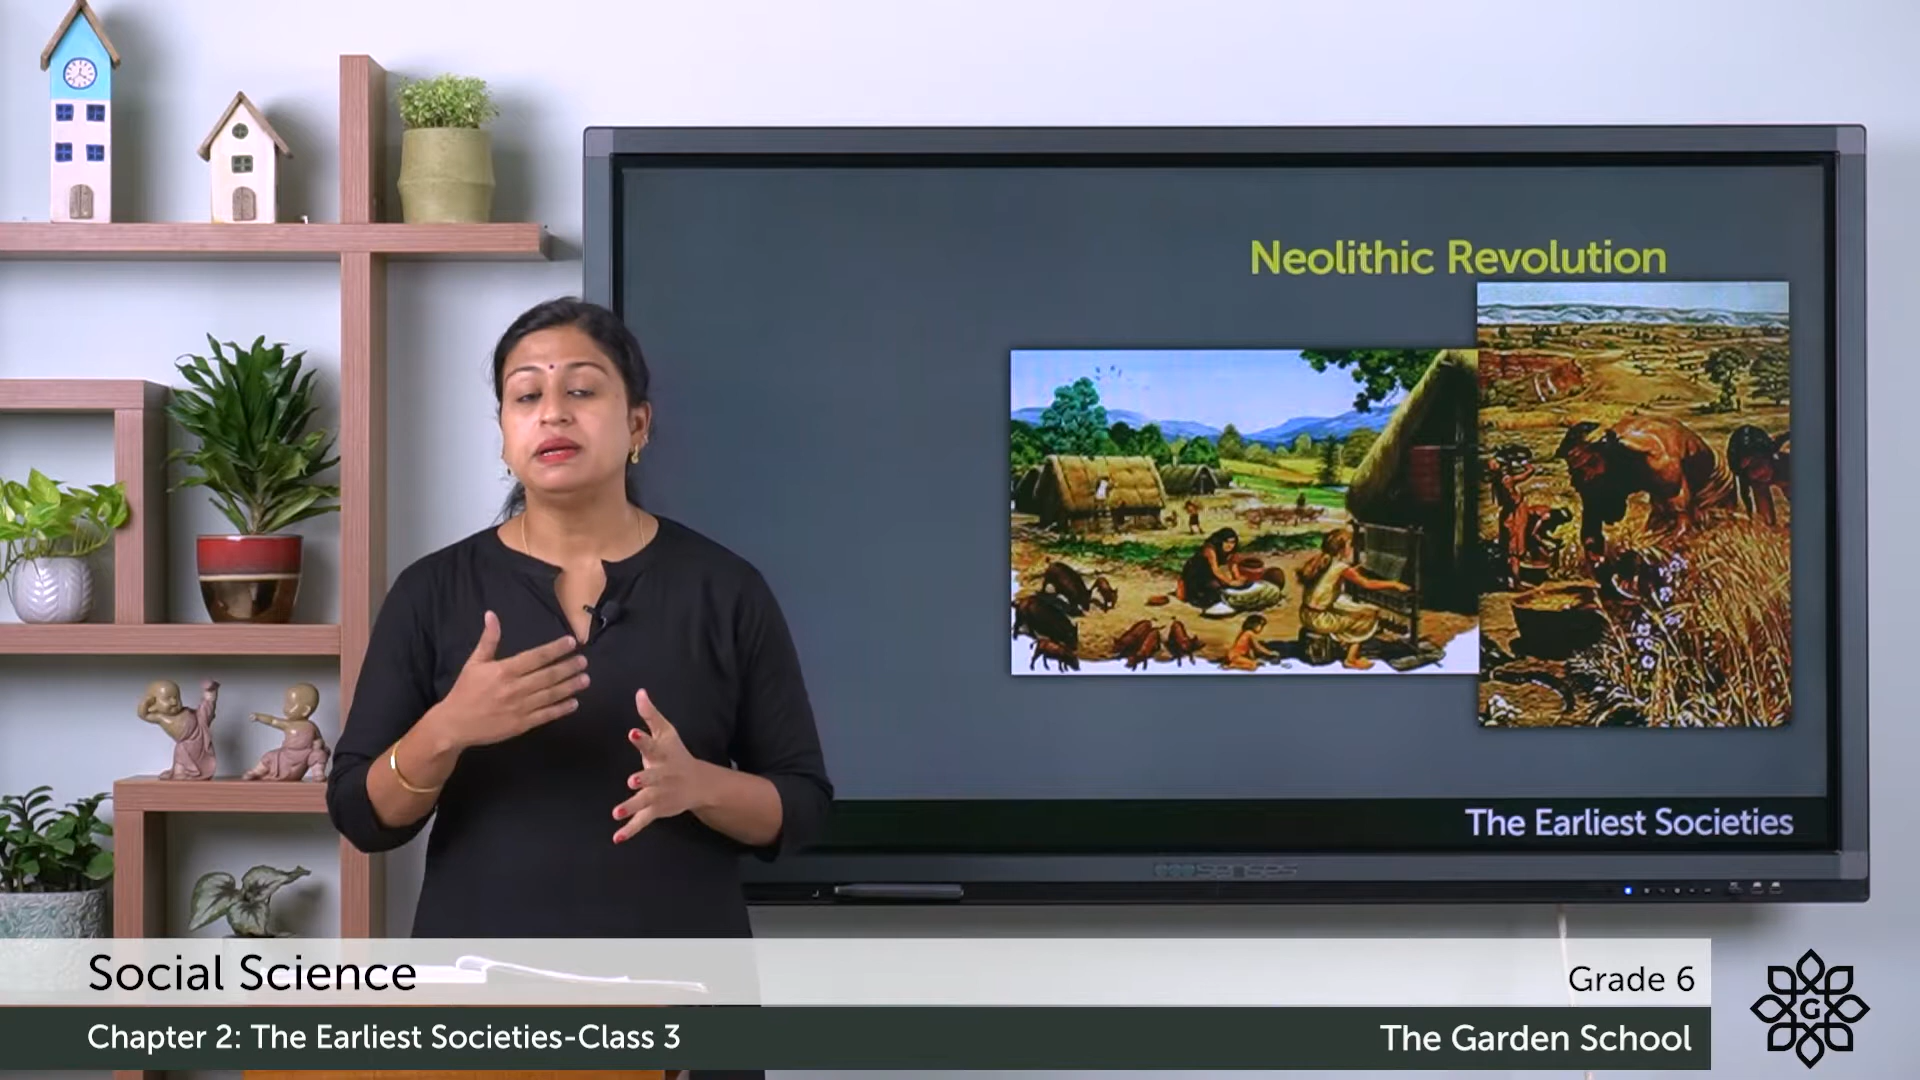 Neolithic Revolution
The Earliest Societies
senses
Social Science
Grade 6
Chapter 2: The Earliest Societies-Class 3
The Garden School
G